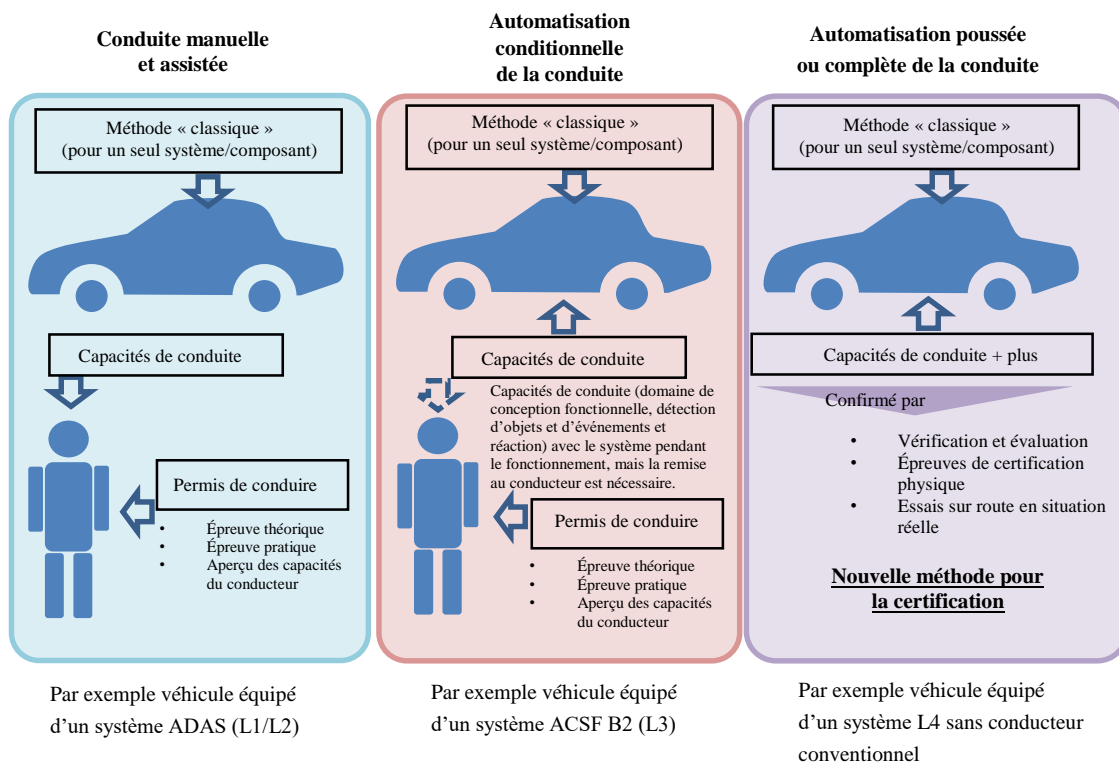 Conduite manuelle
et assistée
Méthode « classique »
(pour un seul système/composant)
Capacités de conduite
Permis de conduire
• Épreuve théorique
• Épreuve pratique
• Aperçu des capacités
du conducteur
Par exemple véhicule équipé
d’un système ADAS (L1/L2)
Automatisation
conditionnelle
de la conduite
Méthode « classique »
(pour un seul système/composant)
Capacités de conduite
Capacités de conduite (domaine de
conception fonctionnelle, détection
d’objets et d’événements et
réaction) avec le système pendant
le fonctionnement, mais la remise
au conducteur est nécessaire.
Permis de conduire
• Épreuve théorique
• Épreuve pratique
• Aperçu des capacités
du conducteur
Par exemple véhicule équipé
d’un système ACSF B2 (L3)
Automatisation poussée
ou complète de la conduite
Méthode « classique »
(pour un seul système/composant)
Capacités de conduite + plus
Confirmé par
• Vérification et évaluation
• Épreuves de certification
physique
• Essais sur route en situation
réelle
Nouvelle méthode pour
la certification
Par exemple véhicule équipé
d’un système L4 sans conducteur
conventionnel